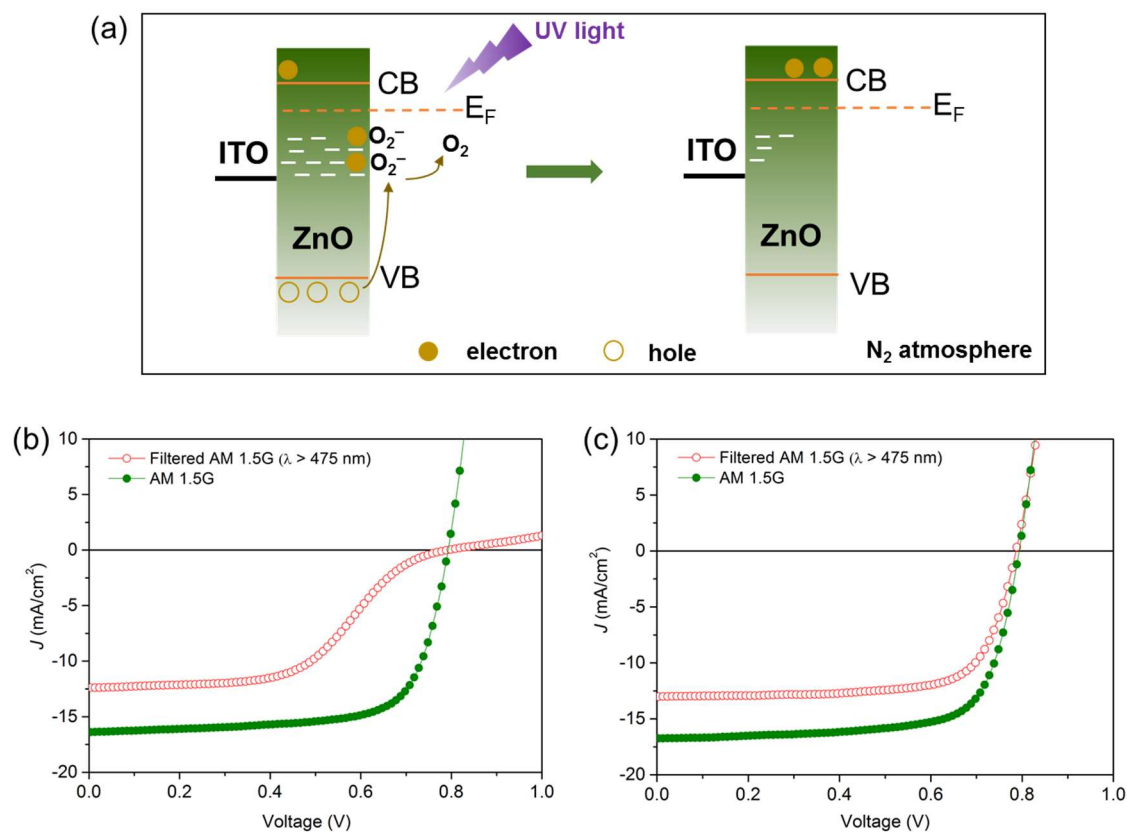 (a)
UV light
CB
CB
E_F
E_F
O₂⁻
O₂
O₂⁻
ITO
ITO
ZnO
ZnO
VB
VB
electron
hole
N₂ atmosphere
(b)
Filtered AM 1.5G (λ > 475 nm)
AM 1.5G
10
5
0
-5
-10
-15
-20
J (mA/cm²)
0.0 0.2 0.4 0.6 0.8 1.0
Voltage (V)
(c)
Filtered AM 1.5G (λ > 475 nm)
AM 1.5G
10
5
0
-5
-10
-15
-20
J (mA/cm²)
0.0 0.2 0.4 0.6 0.8 1.0
Voltage (V)